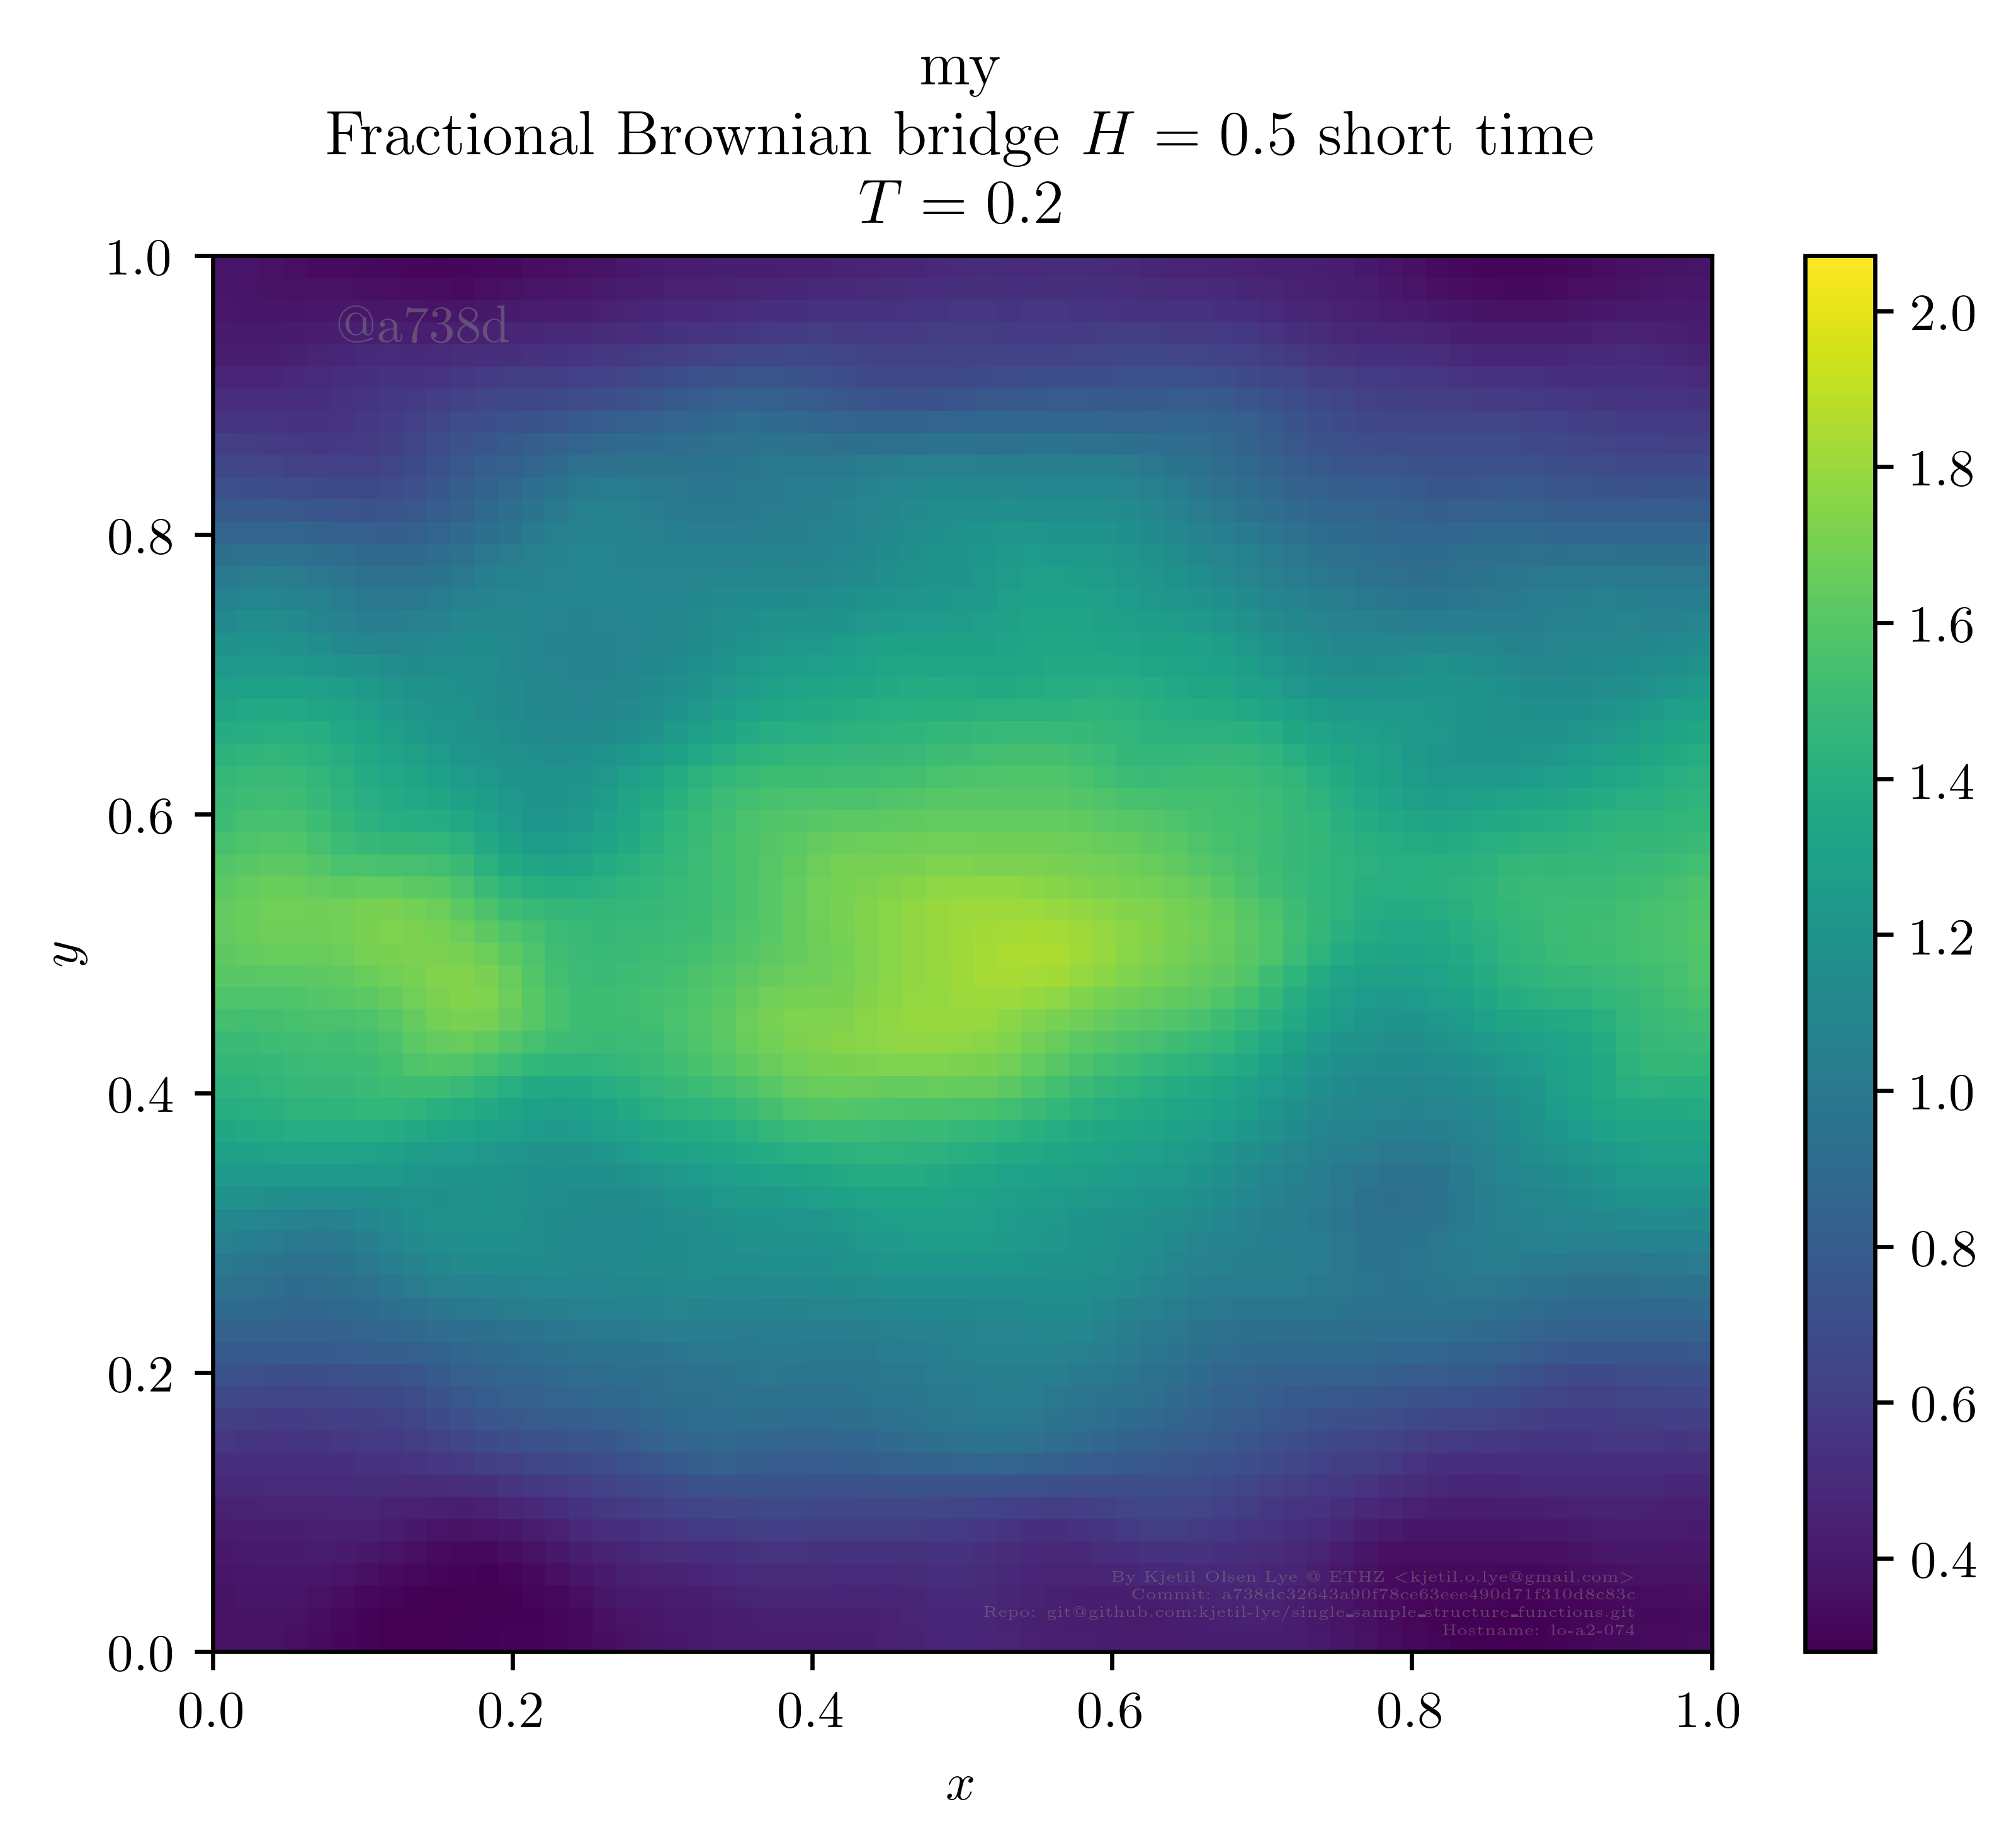 my
Fractional Brownian bridge H = 0.5 short time
T = 0.2
@a738d
1.0
0.8
0.6
0.4
0.2
0.0
y
0.0 0.2 0.4 0.6 0.8 1.0
x
2.0
1.8
1.6
1.4
1.2
1.0
0.8
0.6
0.4
By Kjetil Olsen Lye @ ETHZ <kjetil.o.lye@gmail.com>
Commit: a738dc32643a90f78ce63eee490d71f310d8c83c
Repo: git@github.com:kjetil-lye/single_sample_structure_functions.git
Hostname: lo-a2-074